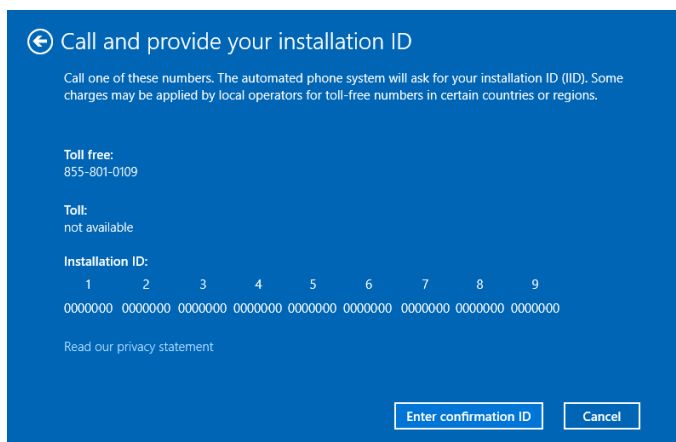 Call and provide your installation ID
Call one of these numbers. The automated phone system will ask for your installation ID (IID). Some
charges may be applied by local operators for toll-free numbers in certain countries or regions.
Toll free:
855-801-0109
Toll:
not available
Installation ID:
1 2 3 4 5 6 7 8 9
0000000 0000000 0000000 0000000 0000000 0000000 0000000 0000000 0000000
Read our privacy statement
Enter confirmation ID Cancel